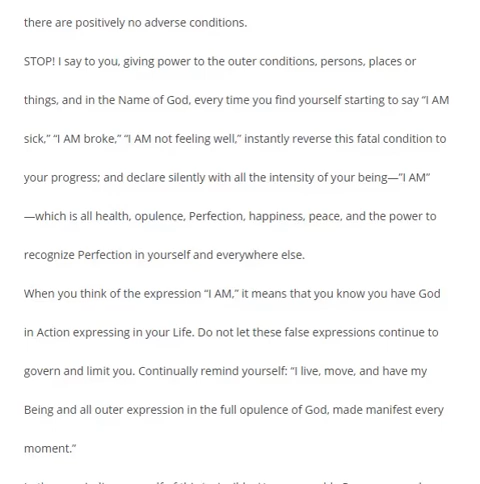 there are positively no adverse conditions.
STOP! I say to you, giving power to the outer conditions, persons, places or
things, and in the Name of God, every time you find yourself starting to say “I AM
sick,” “I AM broke,” “I AM not feeling well,” instantly reverse this fatal condition to
your progress; and declare silently with all the intensity of your being—“I AM”
—which is all health, opulence, Perfection, happiness, peace, and the power to
recognize Perfection in yourself and everywhere else.
When you think of the expression “I AM,” it means that you know you have God
in Action expressing in your Life. Do not let these false expressions continue to
govern and limit you. Continually remind yourself: “I live, move, and have my
Being and all outer expression in the full opulence of God, made manifest every
moment.”